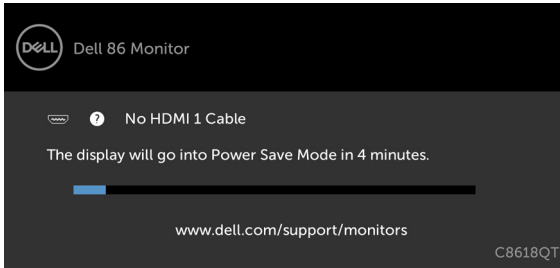 DELL
Dell 86 Monitor
? No HDMI 1 Cable
The display will go into Power Save Mode in 4 minutes.
www.dell.com/support/monitors
C8618QT